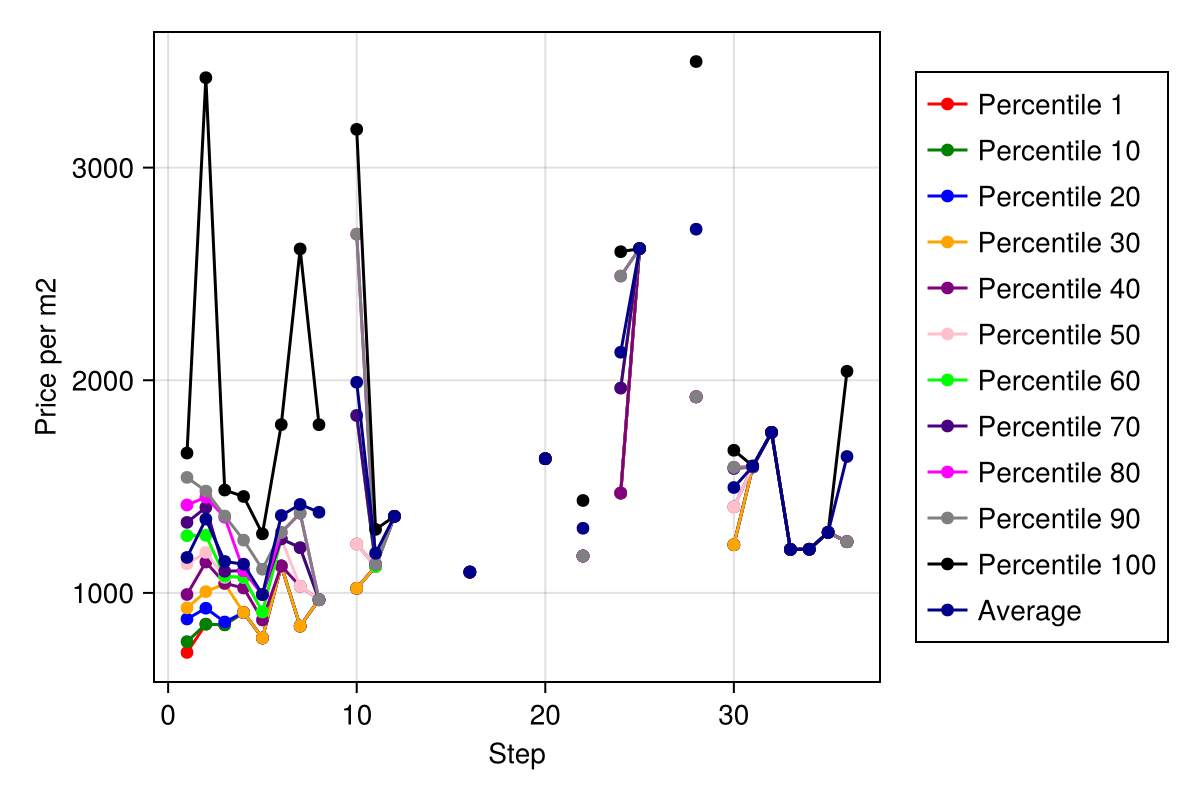 3000
2000
1000
0
10
20
30
Price per m2
Step
Percentile 1
Percentile 10
Percentile 20
Percentile 30
Percentile 40
Percentile 50
Percentile 60
Percentile 70
Percentile 80
Percentile 90
Percentile 100
Average